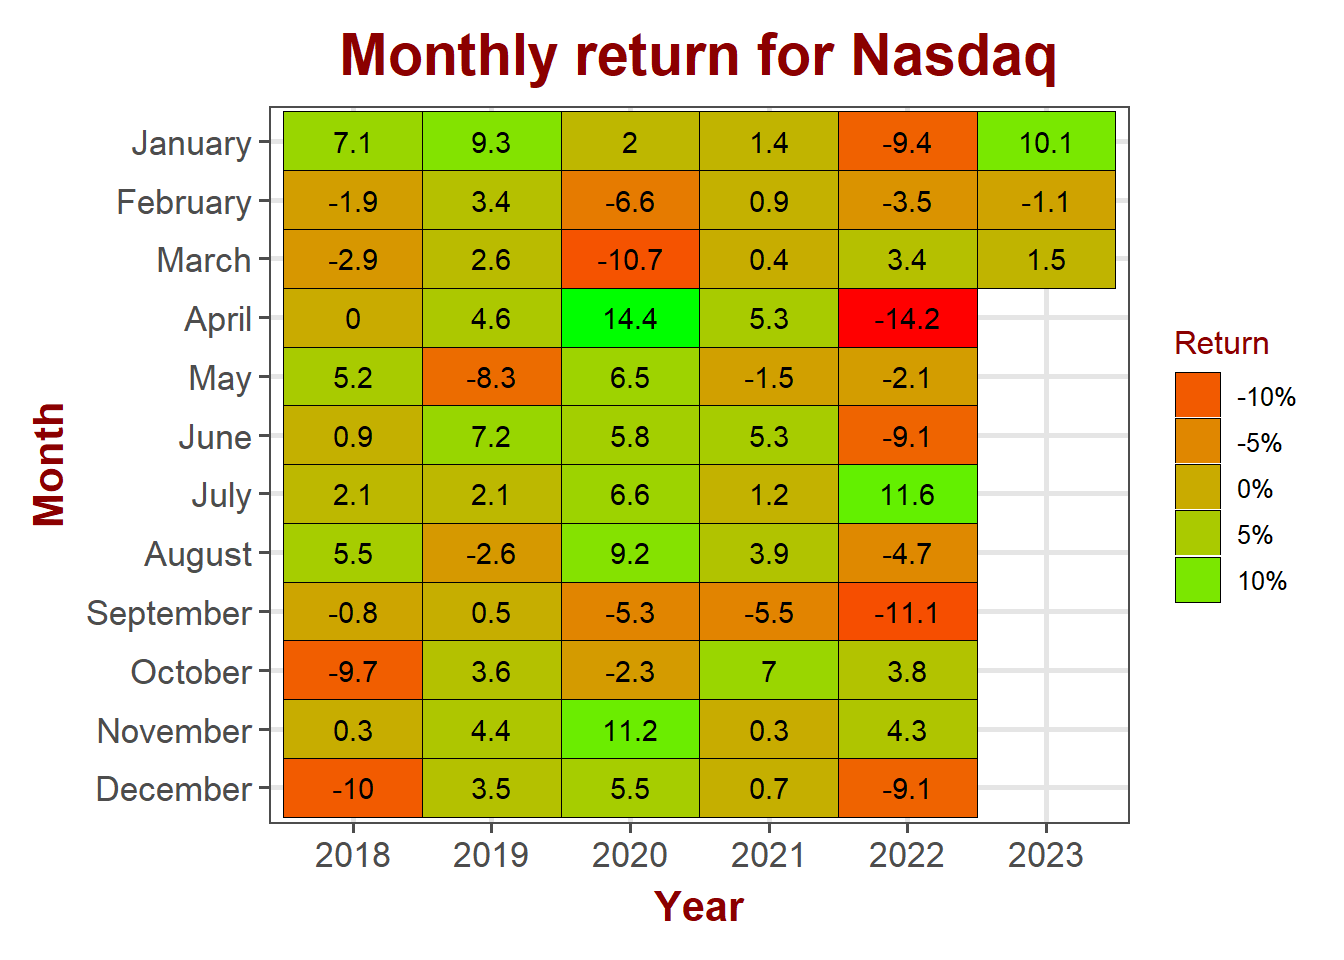 Monthly return for Nasdaq
January 7.1 9.3 2 1.4 -9.4 10.1
February -1.9 3.4 -6.6 0.9 -3.5 -1.1
March -2.9 2.6 -10.7 0.4 3.4 1.5
April 0 4.6 14.4 5.3 -14.2
May 5.2 -8.3 6.5 -1.5 -2.1
June 0.9 7.2 5.8 5.3 -9.1
July 2.1 2.1 6.6 1.2 11.6
August 5.5 -2.6 9.2 3.9 -4.7
September -0.8 0.5 -5.3 -5.5 -11.1
October -9.7 3.6 -2.3 7 3.8
November 0.3 4.4 11.2 0.3 4.3
December -10 3.5 5.5 0.7 -9.1
2018 2019 2020 2021 2022 2023
Year
Month
Return
-10%
-5%
0%
5%
10%